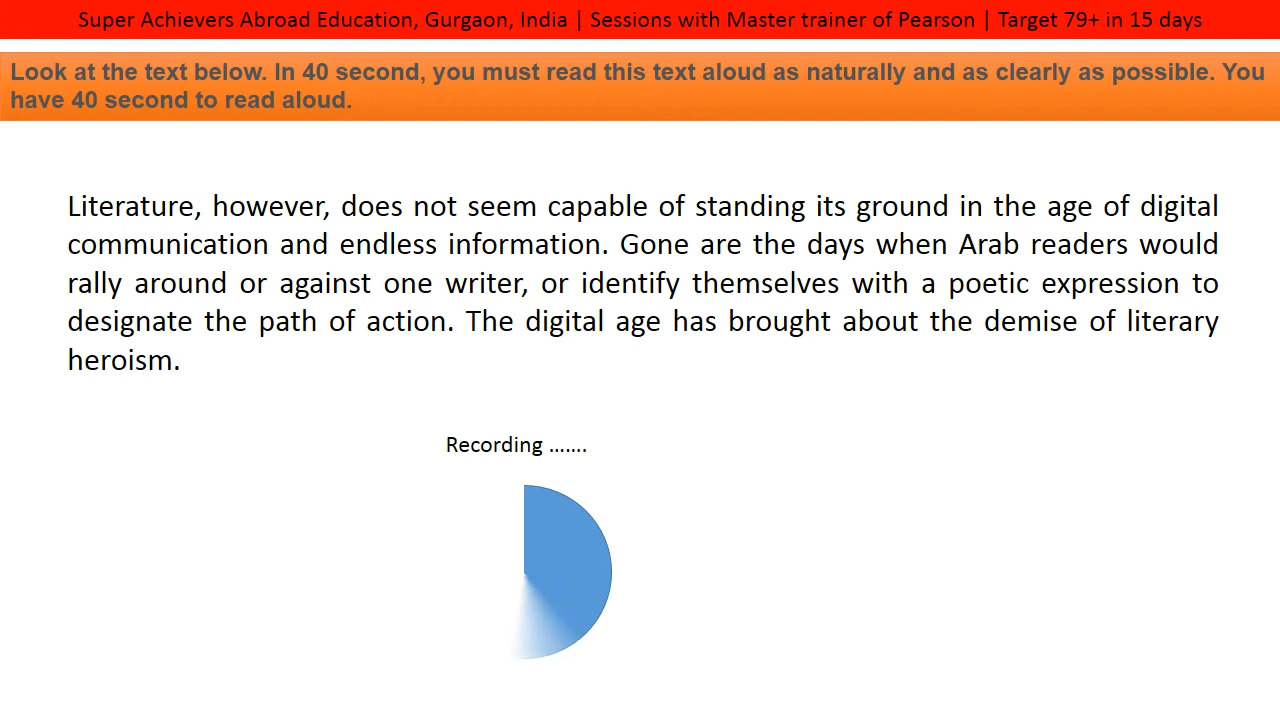 Super Achievers Abroad Education, Gurgaon, India | Sessions with Master trainer of Pearson | Target 79+ in 15 days
Look at the text below. In 40 second, you must read this text aloud as naturally and as clearly as possible. You
have 40 second to read aloud.
Literature, however, does not seem capable of standing its ground in the age of digital
communication and endless information. Gone are the days when Arab readers would
rally around or against one writer, or identify themselves with a poetic expression to
designate the path of action. The digital age has brought about the demise of literary
heroism.
Recording …….